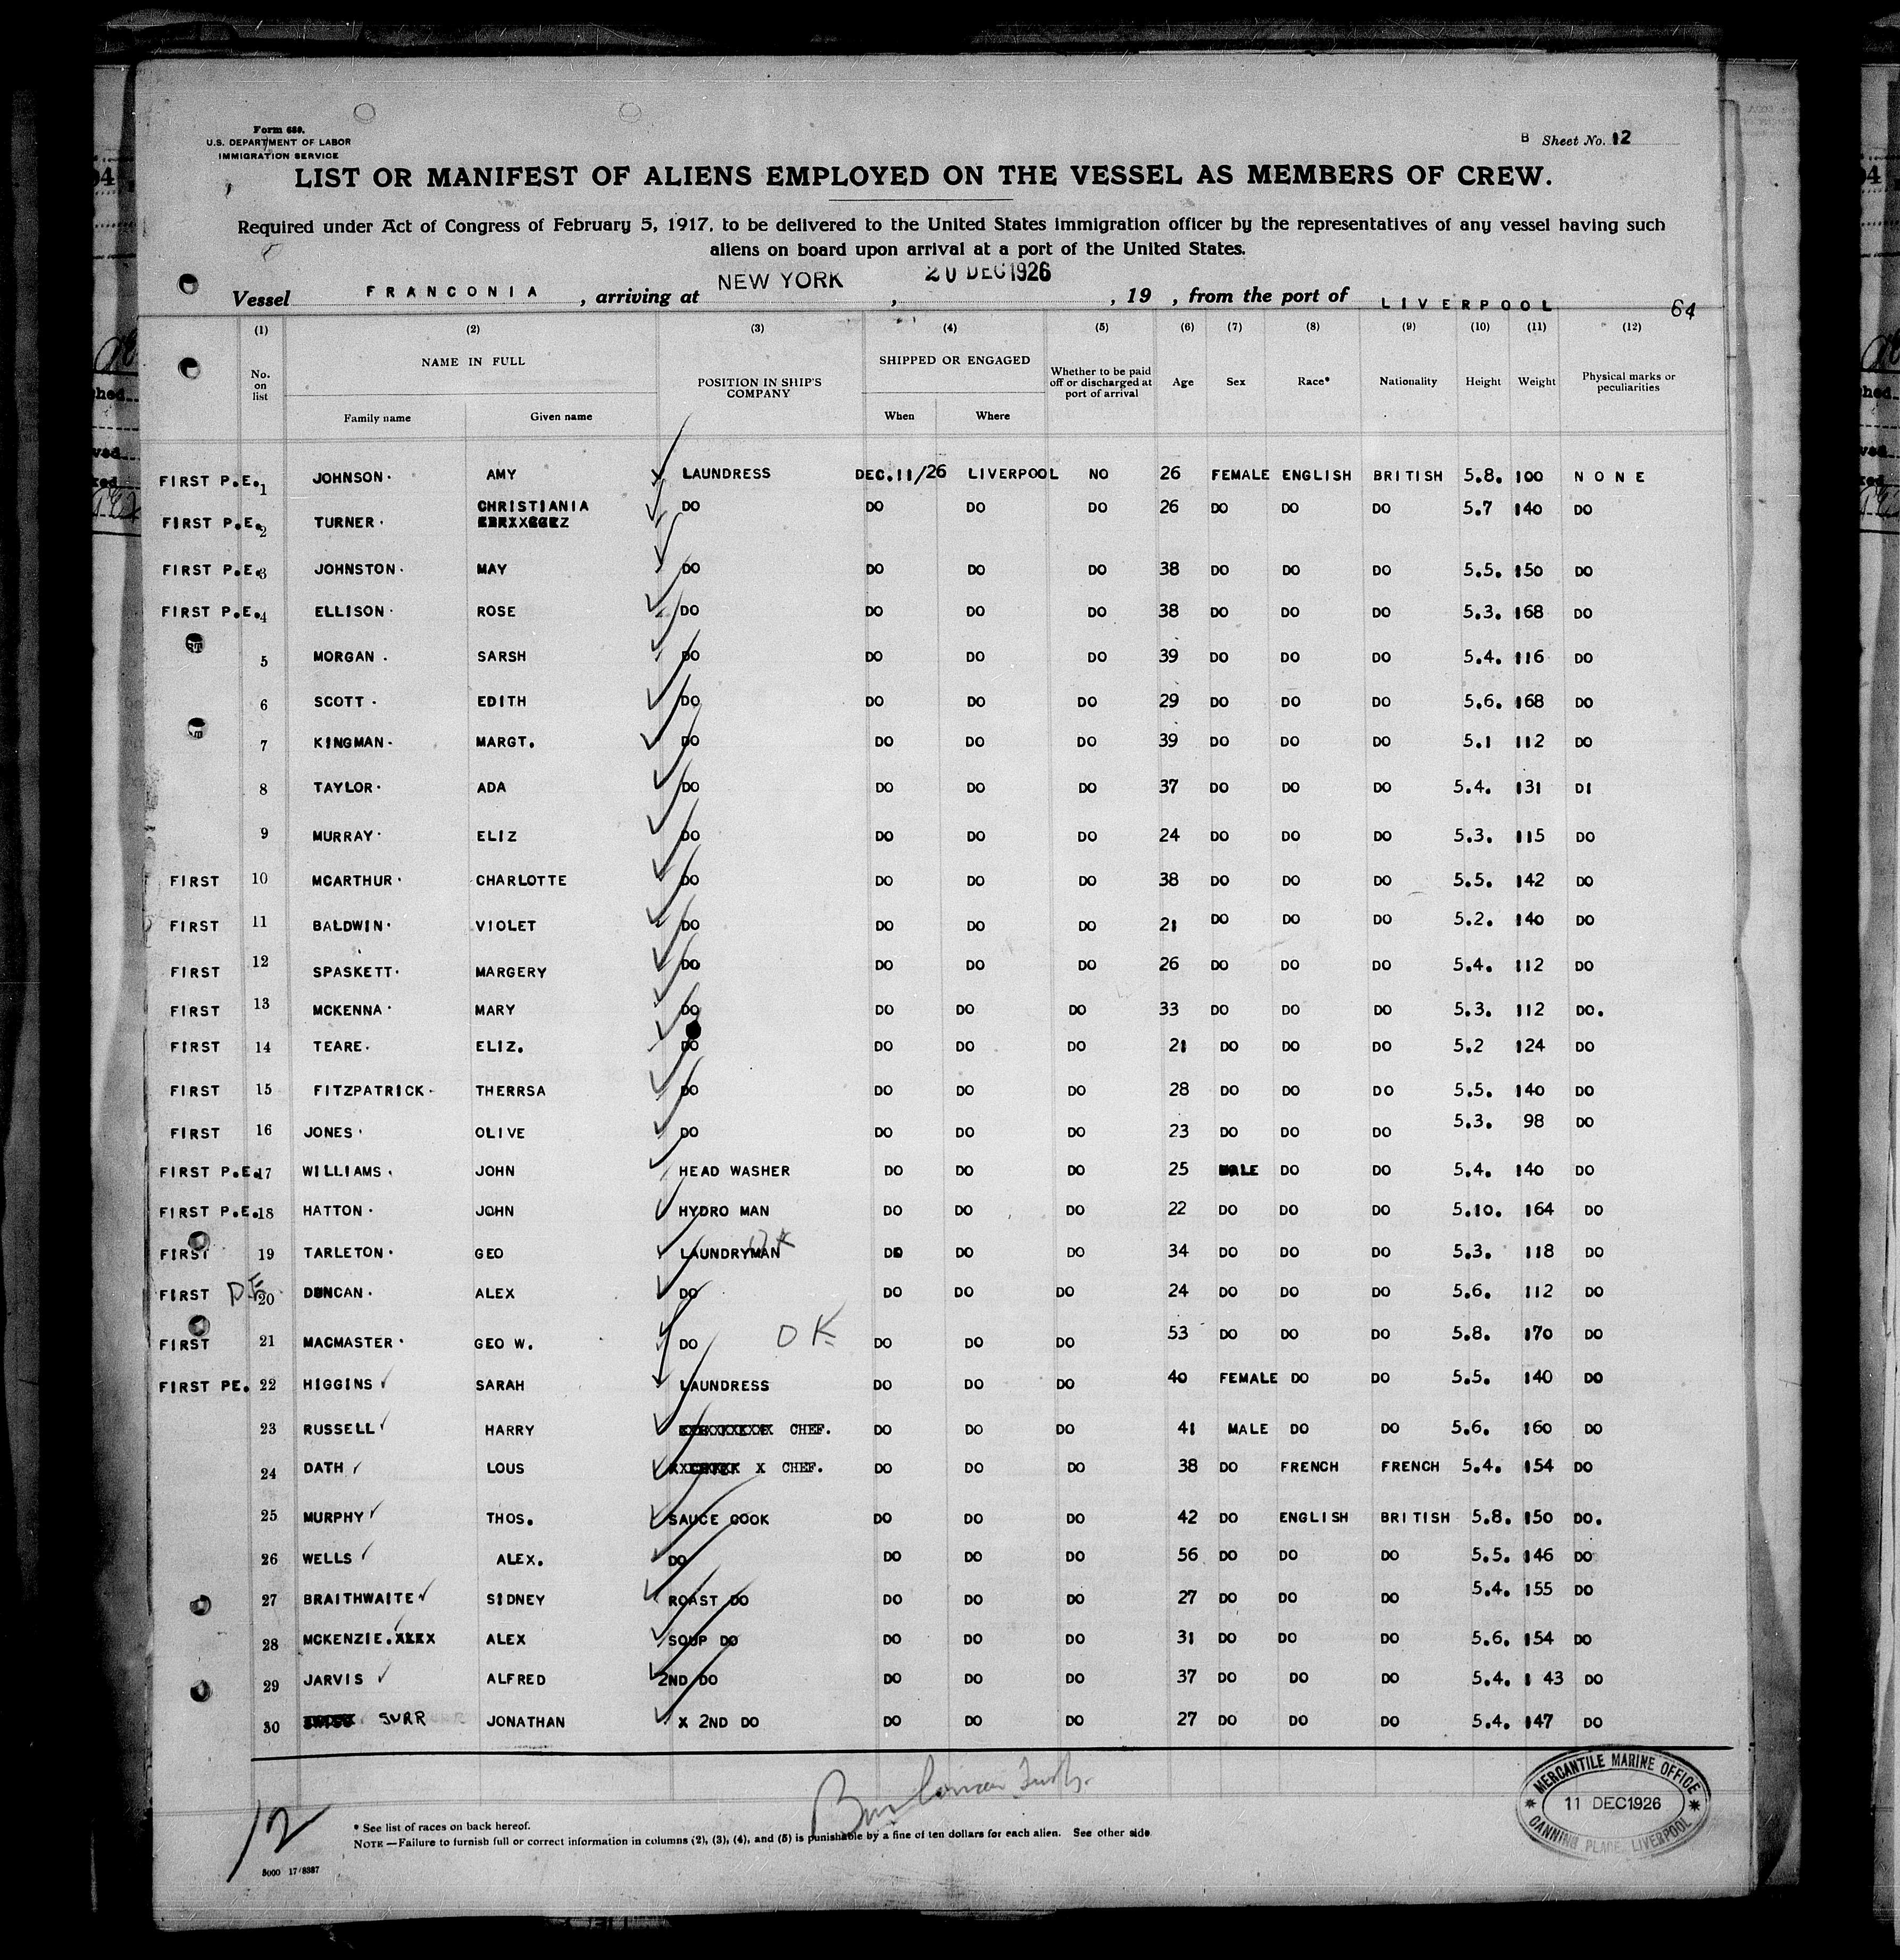 Form 680.
U.S. DEPARTMENT OF LABOR
IMMIGRATION SERVICE
B Sheet No. 12
LIST OR MANIFEST OF ALIENS EMPLOYED ON THE VESSEL AS MEMBERS OF CREW.
Required under Act of Congress of February 5, 1917, to be delivered to the United States immigration officer by the representatives of any vessel having such
aliens on board upon arrival at a port of the United States.
Vessel FRANCONIA, arriving at NEW YORK, 20 DEC 1926, 19 , from the port of LIVERPOOL 64
(1) (2) (3) (4) (5) (6) (7) (8) (9) (10) (11) (12)
No. on list NAME IN FULL POSITION IN SHIP'S COMPANY SHIPPED OR ENGAGED Whether to be paid off or discharged at port of arrival Age Sex Race* Nationality Height Weight Physical marks or peculiarities
Family name Given name When Where
FIRST P.E. 1 JOHNSON. AMY LAUNDRESS DEC.11/26 LIVERPOOL NO 26 FEMALE ENGLISH BRITISH 5.8. 100 NONE
FIRST P.E. 2 TURNER. CHRISTIANIA DO DO DO DO 26 DO DO DO 5.7 140 DO
FIRST P.E. 3 JOHNSTON. MAY DO DO DO DO 38 DO DO DO 5.5. 150 DO
FIRST P.E. 4 ELLISON. ROSE DO DO DO DO 38 DO DO DO 5.3. 168 DO
5 MORGAN. SARSH DO DO DO DO 39 DO DO DO 5.4. 116 DO
6 SCOTT. EDITH DO DO DO DO 29 DO DO DO 5.6. 168 DO
7 KINGMAN. MARGT. DO DO DO DO 39 DO DO DO 5.1 112 DO
8 TAYLOR. ADA DO DO DO DO 37 DO DO DO 5.4. 131 DI
9 MURRAY. ELIZ DO DO DO DO 24 DO DO DO 5.3. 115 DO
FIRST 10 MCARTHUR. CHARLOTTE DO DO DO DO 38 DO DO DO 5.5. 142 DO
FIRST 11 BALDWIN. VIOLET DO DO DO DO 21 DO DO DO 5.2. 140 DO
FIRST 12 SPASKETT. MARGERY DO DO DO DO 26 DO DO DO 5.4. 112 DO
FIRST 13 MCKENNA. MARY DO DO DO DO 33 DO DO DO 5.3. 112 DO.
FIRST 14 TEARE. ELIZ. DO DO DO DO 21 DO DO DO 5.2 124 DO
FIRST 15 FITZPATRICK. THERRSA DO DO DO DO 28 DO DO DO 5.5. 140 DO
FIRST 16 JONES. OLIVE DO DO DO DO 23 DO DO DO 5.3. 98 DO
FIRST P.E. 17 WILLIAMS. JOHN HEAD WASHER DO DO DO 25 MALE DO DO 5.4. 140 DO
FIRST P.E. 18 HATTON. JOHN HYDRO MAN DO DO DO 22 DO DO DO 5.10. 164 DO
FIRST 19 TARLETON. GEO LAUNDRYMAN OK DO DO DO 34 DO DO DO 5.3. 118 DO
FIRST P.E. 20 DUNCAN. ALEX DO DO DO DO 24 DO DO DO 5.6. 112 DO
FIRST 21 MACMASTER. GEO W. DO OK DO DO DO 53 DO DO DO 5.8. 170 DO
FIRST PE. 22 HIGGINS SARAH LAUNDRESS DO DO DO 40 FEMALE DO DO 5.5. 140 DO
23 RUSSELL HARRY CHEF. DO DO DO 41 MALE DO DO 5.6. 160 DO
24 DATH LOUS X CHEF. DO DO DO 38 DO FRENCH FRENCH 5.4. 154 DO
25 MURPHY THOS. SAUCE COOK DO DO DO 42 DO ENGLISH BRITISH 5.8. 150 DO.
26 WELLS ALEX. DO DO DO DO 56 DO DO DO 5.5. 146 DO
27 BRAITHWAITE SIDNEY ROAST DO DO DO DO 27 DO DO DO 5.4. 155 DO
28 MCKENZIE. ALEX SOUP DO DO DO DO 31 DO DO DO 5.6. 154 DO
29 JARVIS ALFRED 2ND DO DO DO DO 37 DO DO DO 5.4. 1 43 DO
30 SURR JONATHAN X 2ND DO DO DO DO 27 DO DO DO 5.4. 147 DO
12
* See list of races on back hereof.
NOTE—Failure to furnish full or correct information in columns (2), (3), (4), and (5) is punishable by a fine of ten dollars for each alien. See other side.
5000 17/8387
MERCANTILE MARINE OFFICE
11 DEC 1926
CANNING PLACE, LIVERPOOL